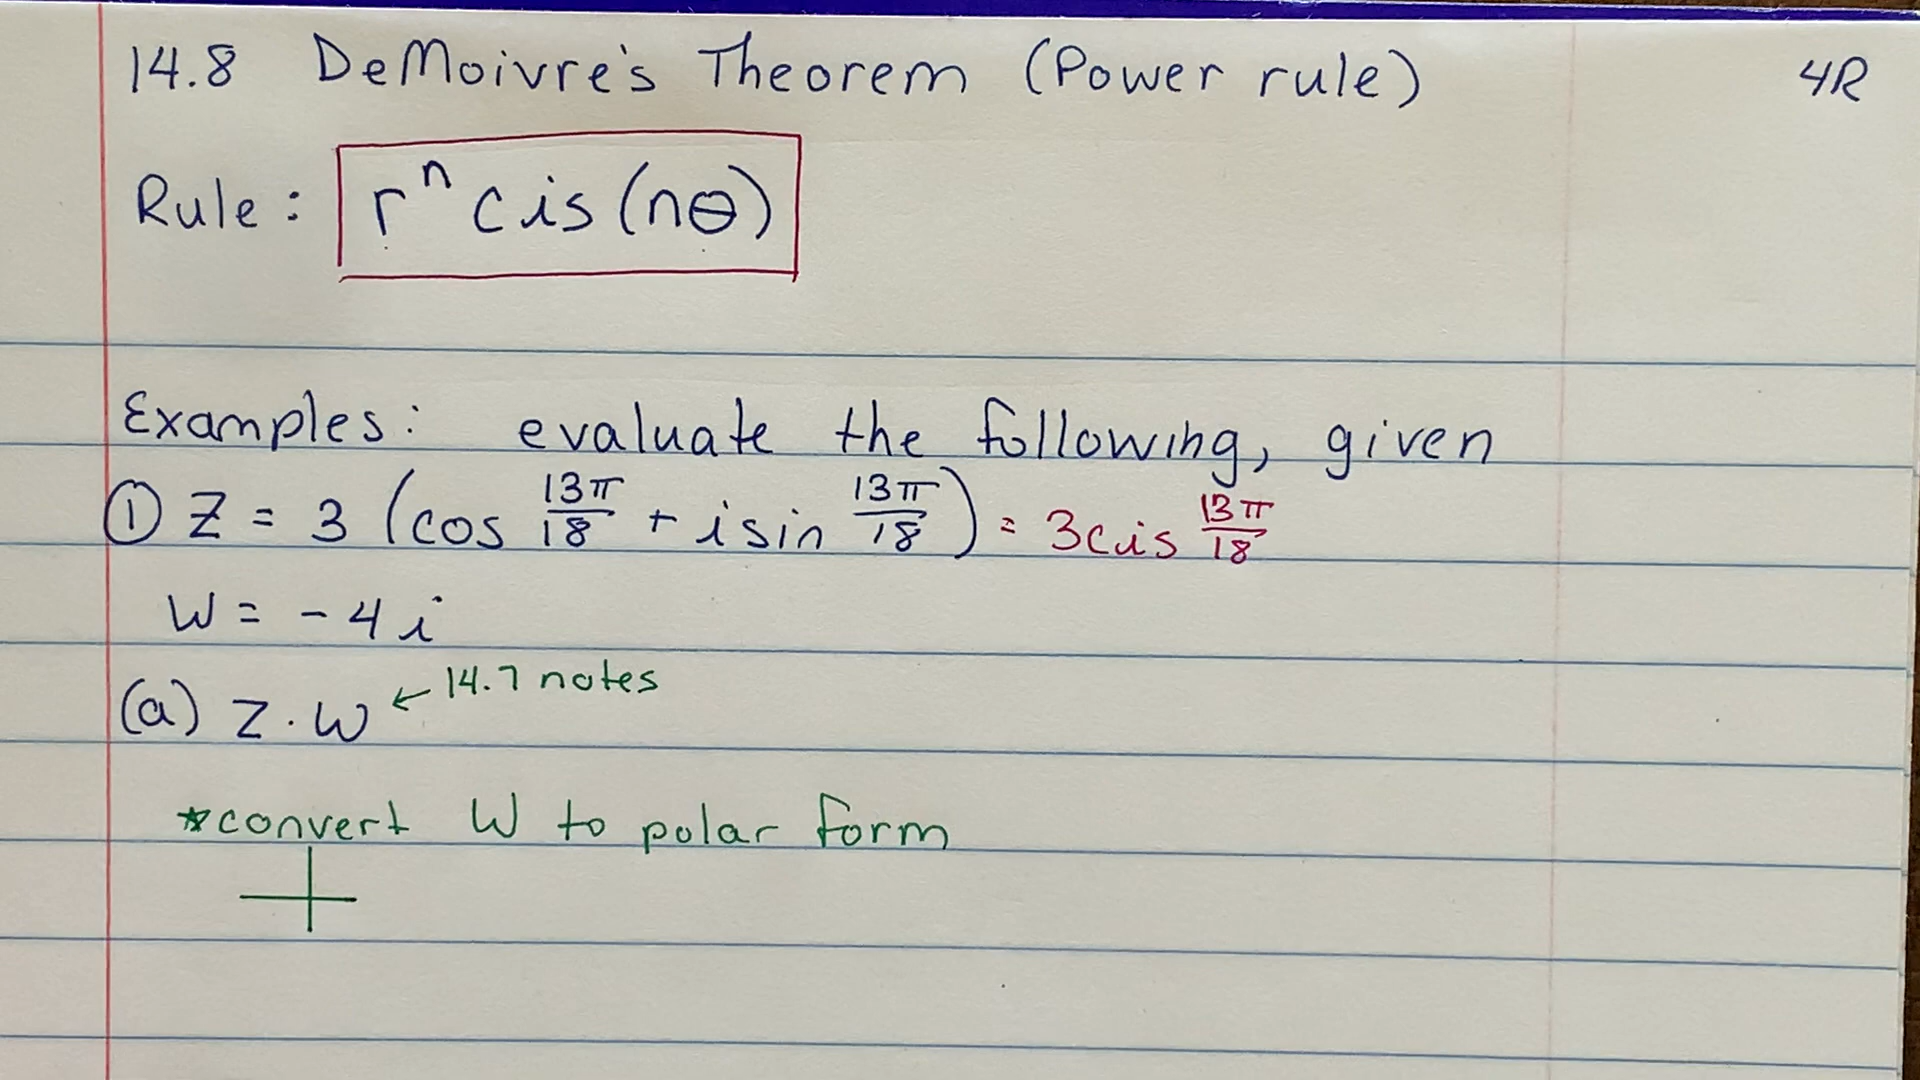 14.8 DeMoivre's Theorem (Power rule) 4R
Rule: rⁿ cis(nθ)
Examples: evaluate the following, given
① Z = 3 (cos 13π/18 + i sin 13π/18) = 3cis 13π/18
W = -4i
(a) Z · W ← 14.7 notes
*convert W to polar form